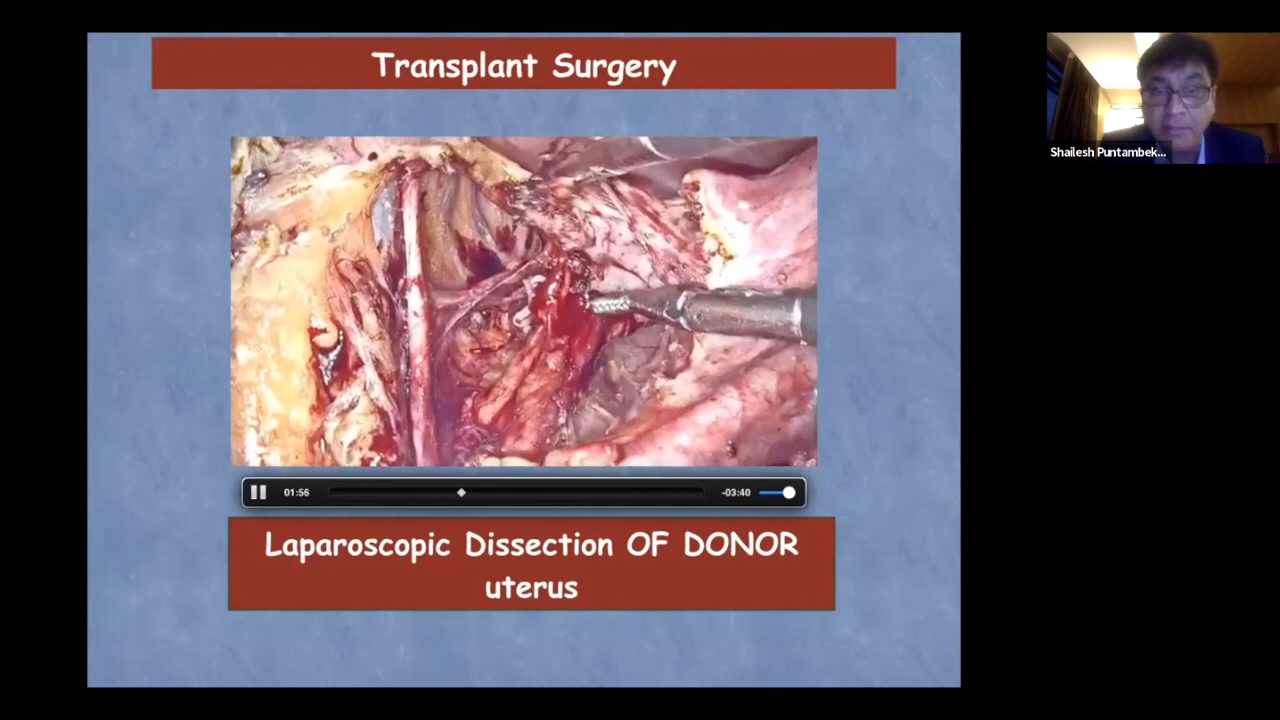 Transplant Surgery
Shailesh Puntambek...
01:56
-03:40
Laparoscopic Dissection OF DONOR
uterus